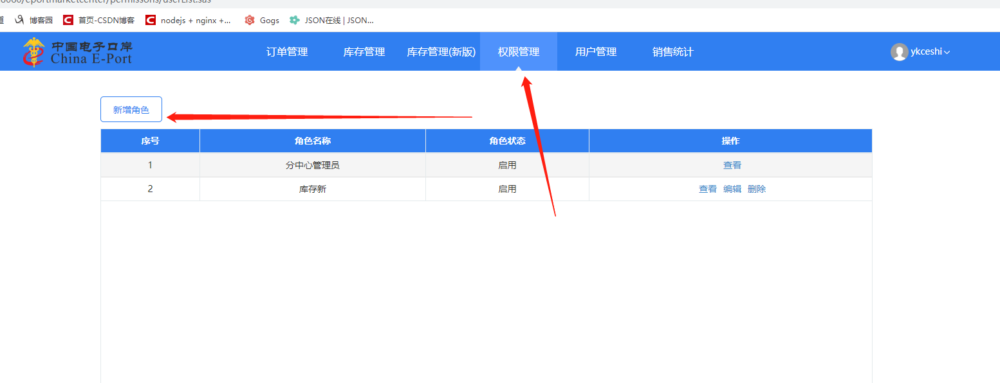 8080/eportmarketcenter/permissons/userList.sas
博客园 首页-CSDN博客 nodejs + nginx +... Gogs JSON在线 | JSON...
中国电子口岸
China E-Port
订单管理 库存管理 库存管理(新版) 权限管理 用户管理 销售统计 ykceshi
新增角色
序号 角色名称 角色状态 操作
1 分中心管理员 启用 查看
2 库存新 启用 查看 编辑 删除